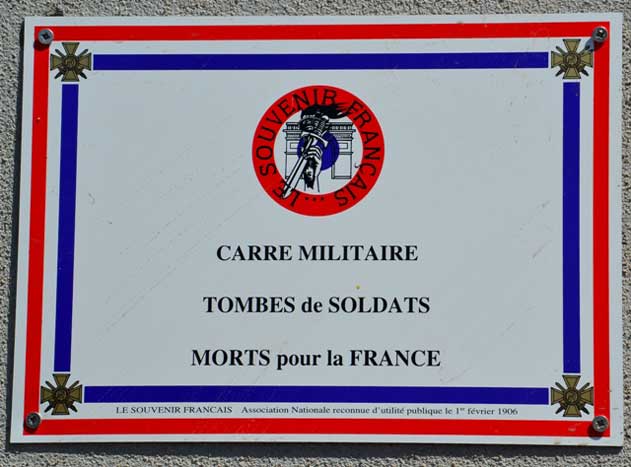 LE SOUVENIR FRANÇAIS
CARRE MILITAIRE
TOMBES de SOLDATS
MORTS pour la FRANCE
LE SOUVENIR FRANCAIS Association Nationale reconnue d'utilité publique le 1er février 1906